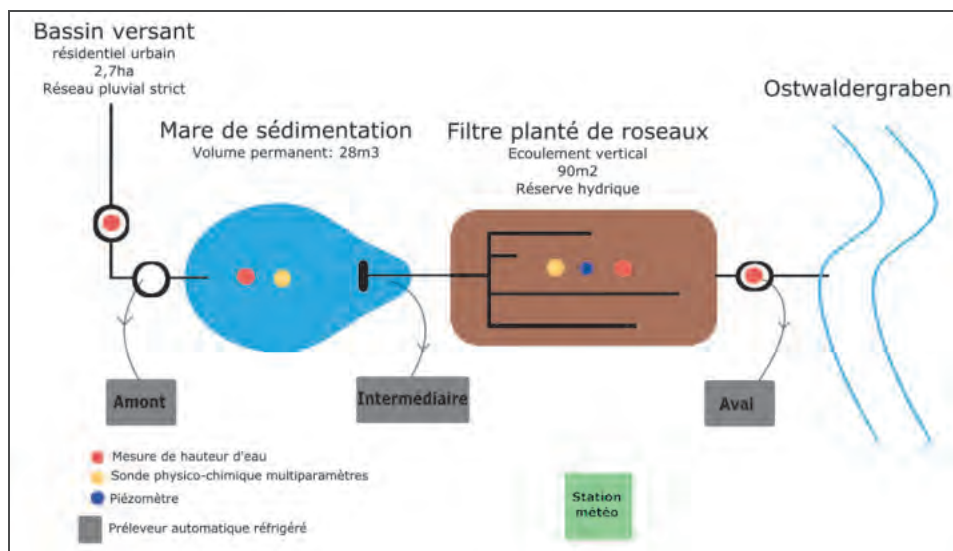 Bassin versant
résidentiel urbain
2,7ha
Réseau pluvial strict
Ostwaldergraben
Mare de sédimentation
Volume permanent: 28m3
Filtre planté de roseaux
Ecoulement vertical
90m2
Réserve hydrique
Amont
Intermédiaire
Aval
Mesure de hauteur d'eau
Sonde physico-chimique multiparamètres
Piézomètre
Préleveur automatique réfrigéré
Station
météo